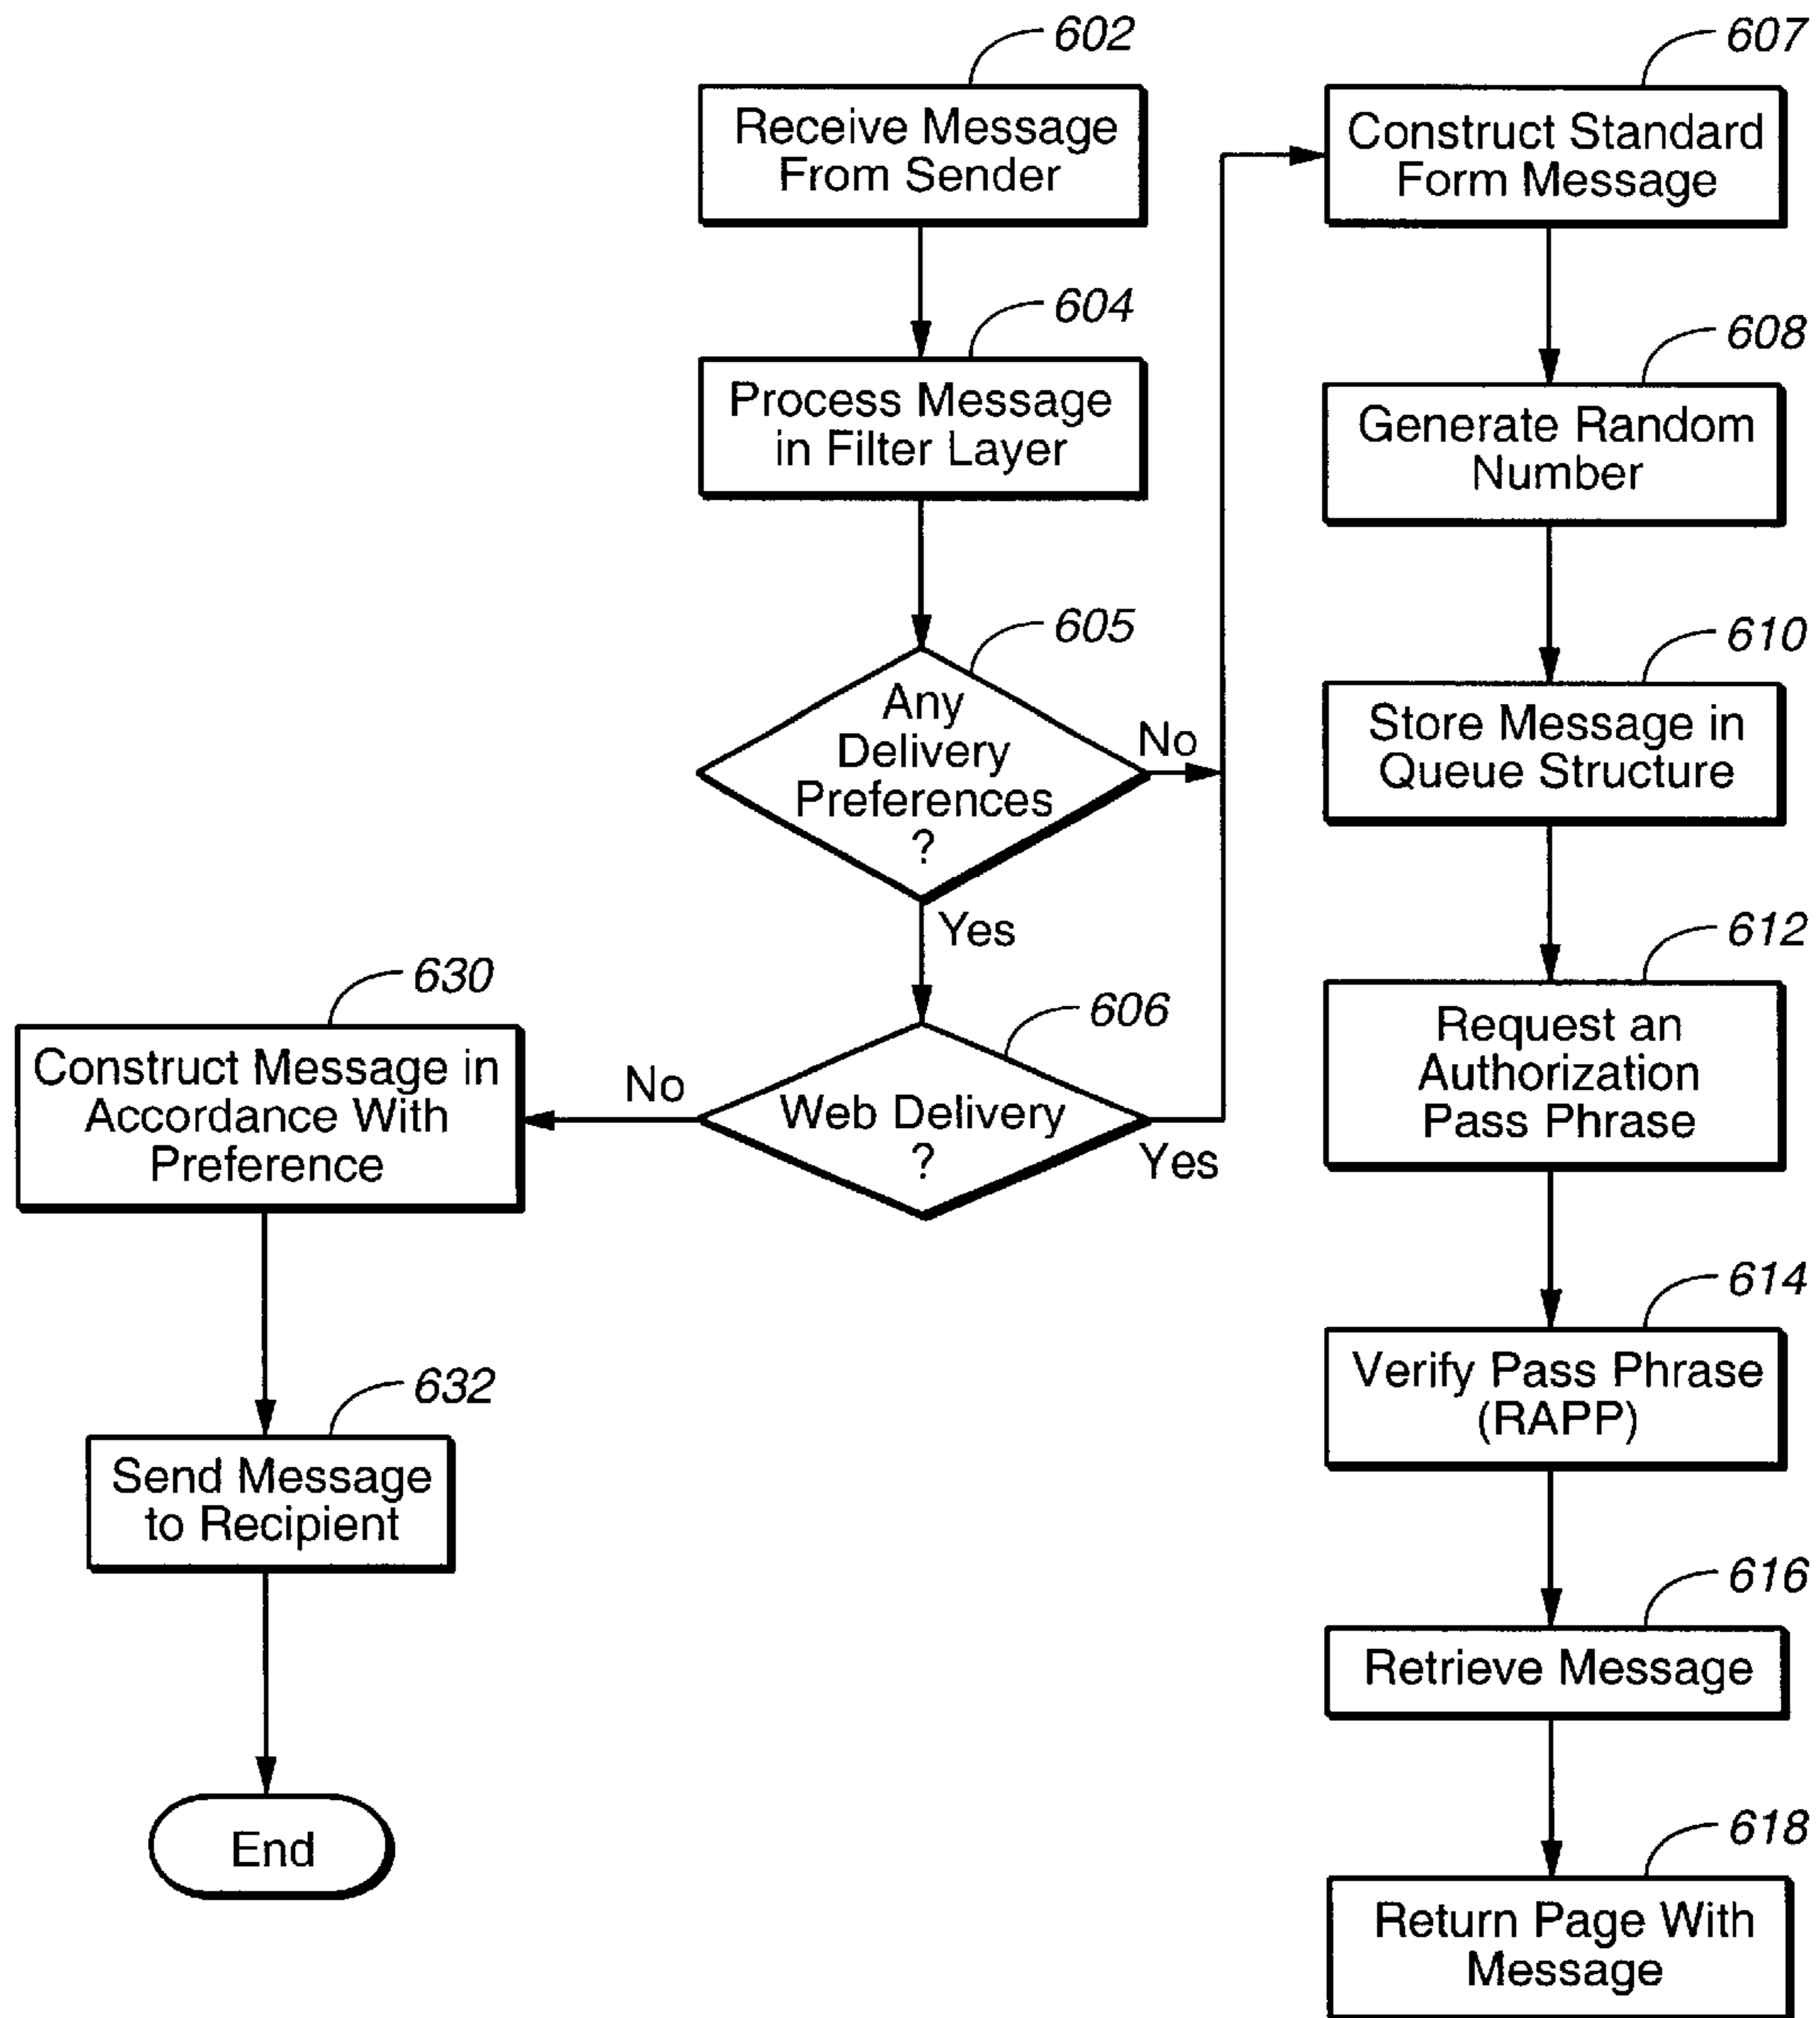 602
Receive Message
From Sender
604
Process Message
in Filter Layer
605
Any
Delivery
Preferences
?
No
Yes
606
Web Delivery
?
No
Yes
630
Construct Message in
Accordance With
Preference
632
Send Message
to Recipient
End
607
Construct Standard
Form Message
608
Generate Random
Number
610
Store Message in
Queue Structure
612
Request an
Authorization
Pass Phrase
614
Verify Pass Phrase
(RAPP)
616
Retrieve Message
618
Return Page With
Message